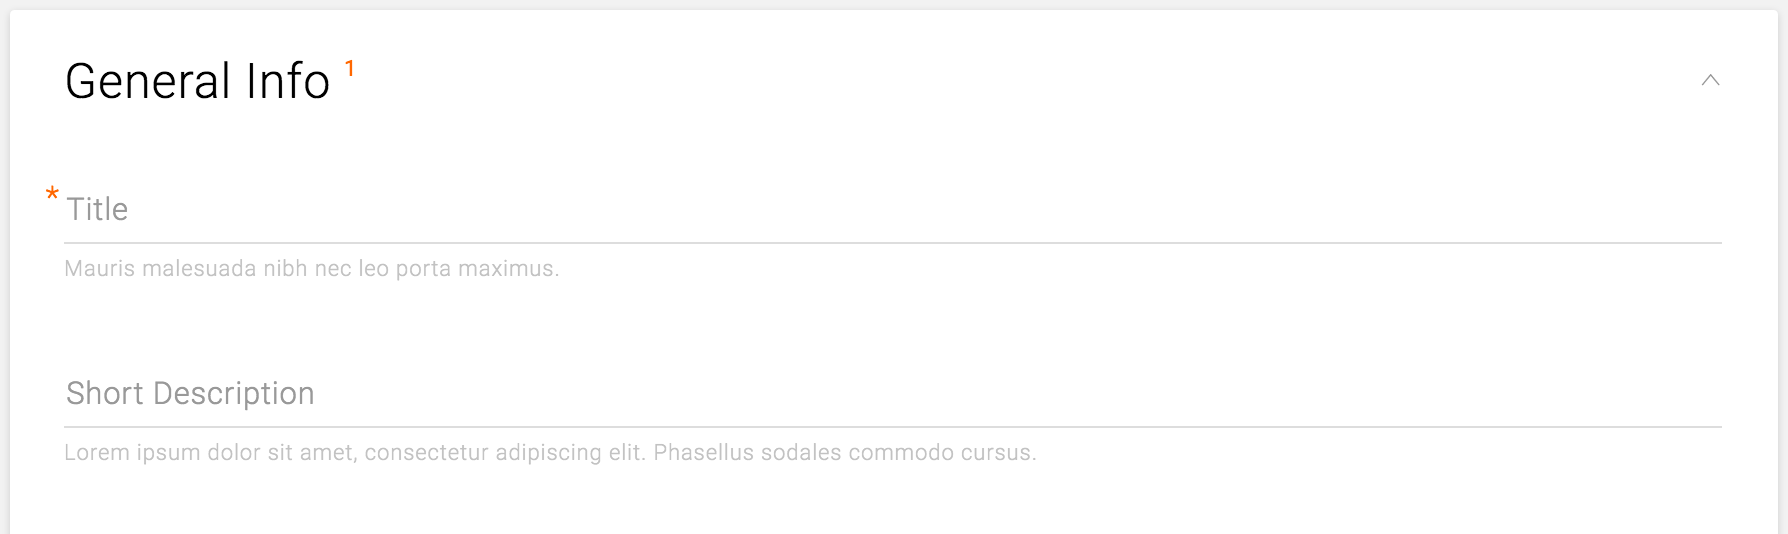 General Info 1
* Title
Mauris malesuada nibh nec leo porta maximus.
Short Description
Lorem ipsum dolor sit amet, consectetur adipiscing elit. Phasellus sodales commodo cursus.